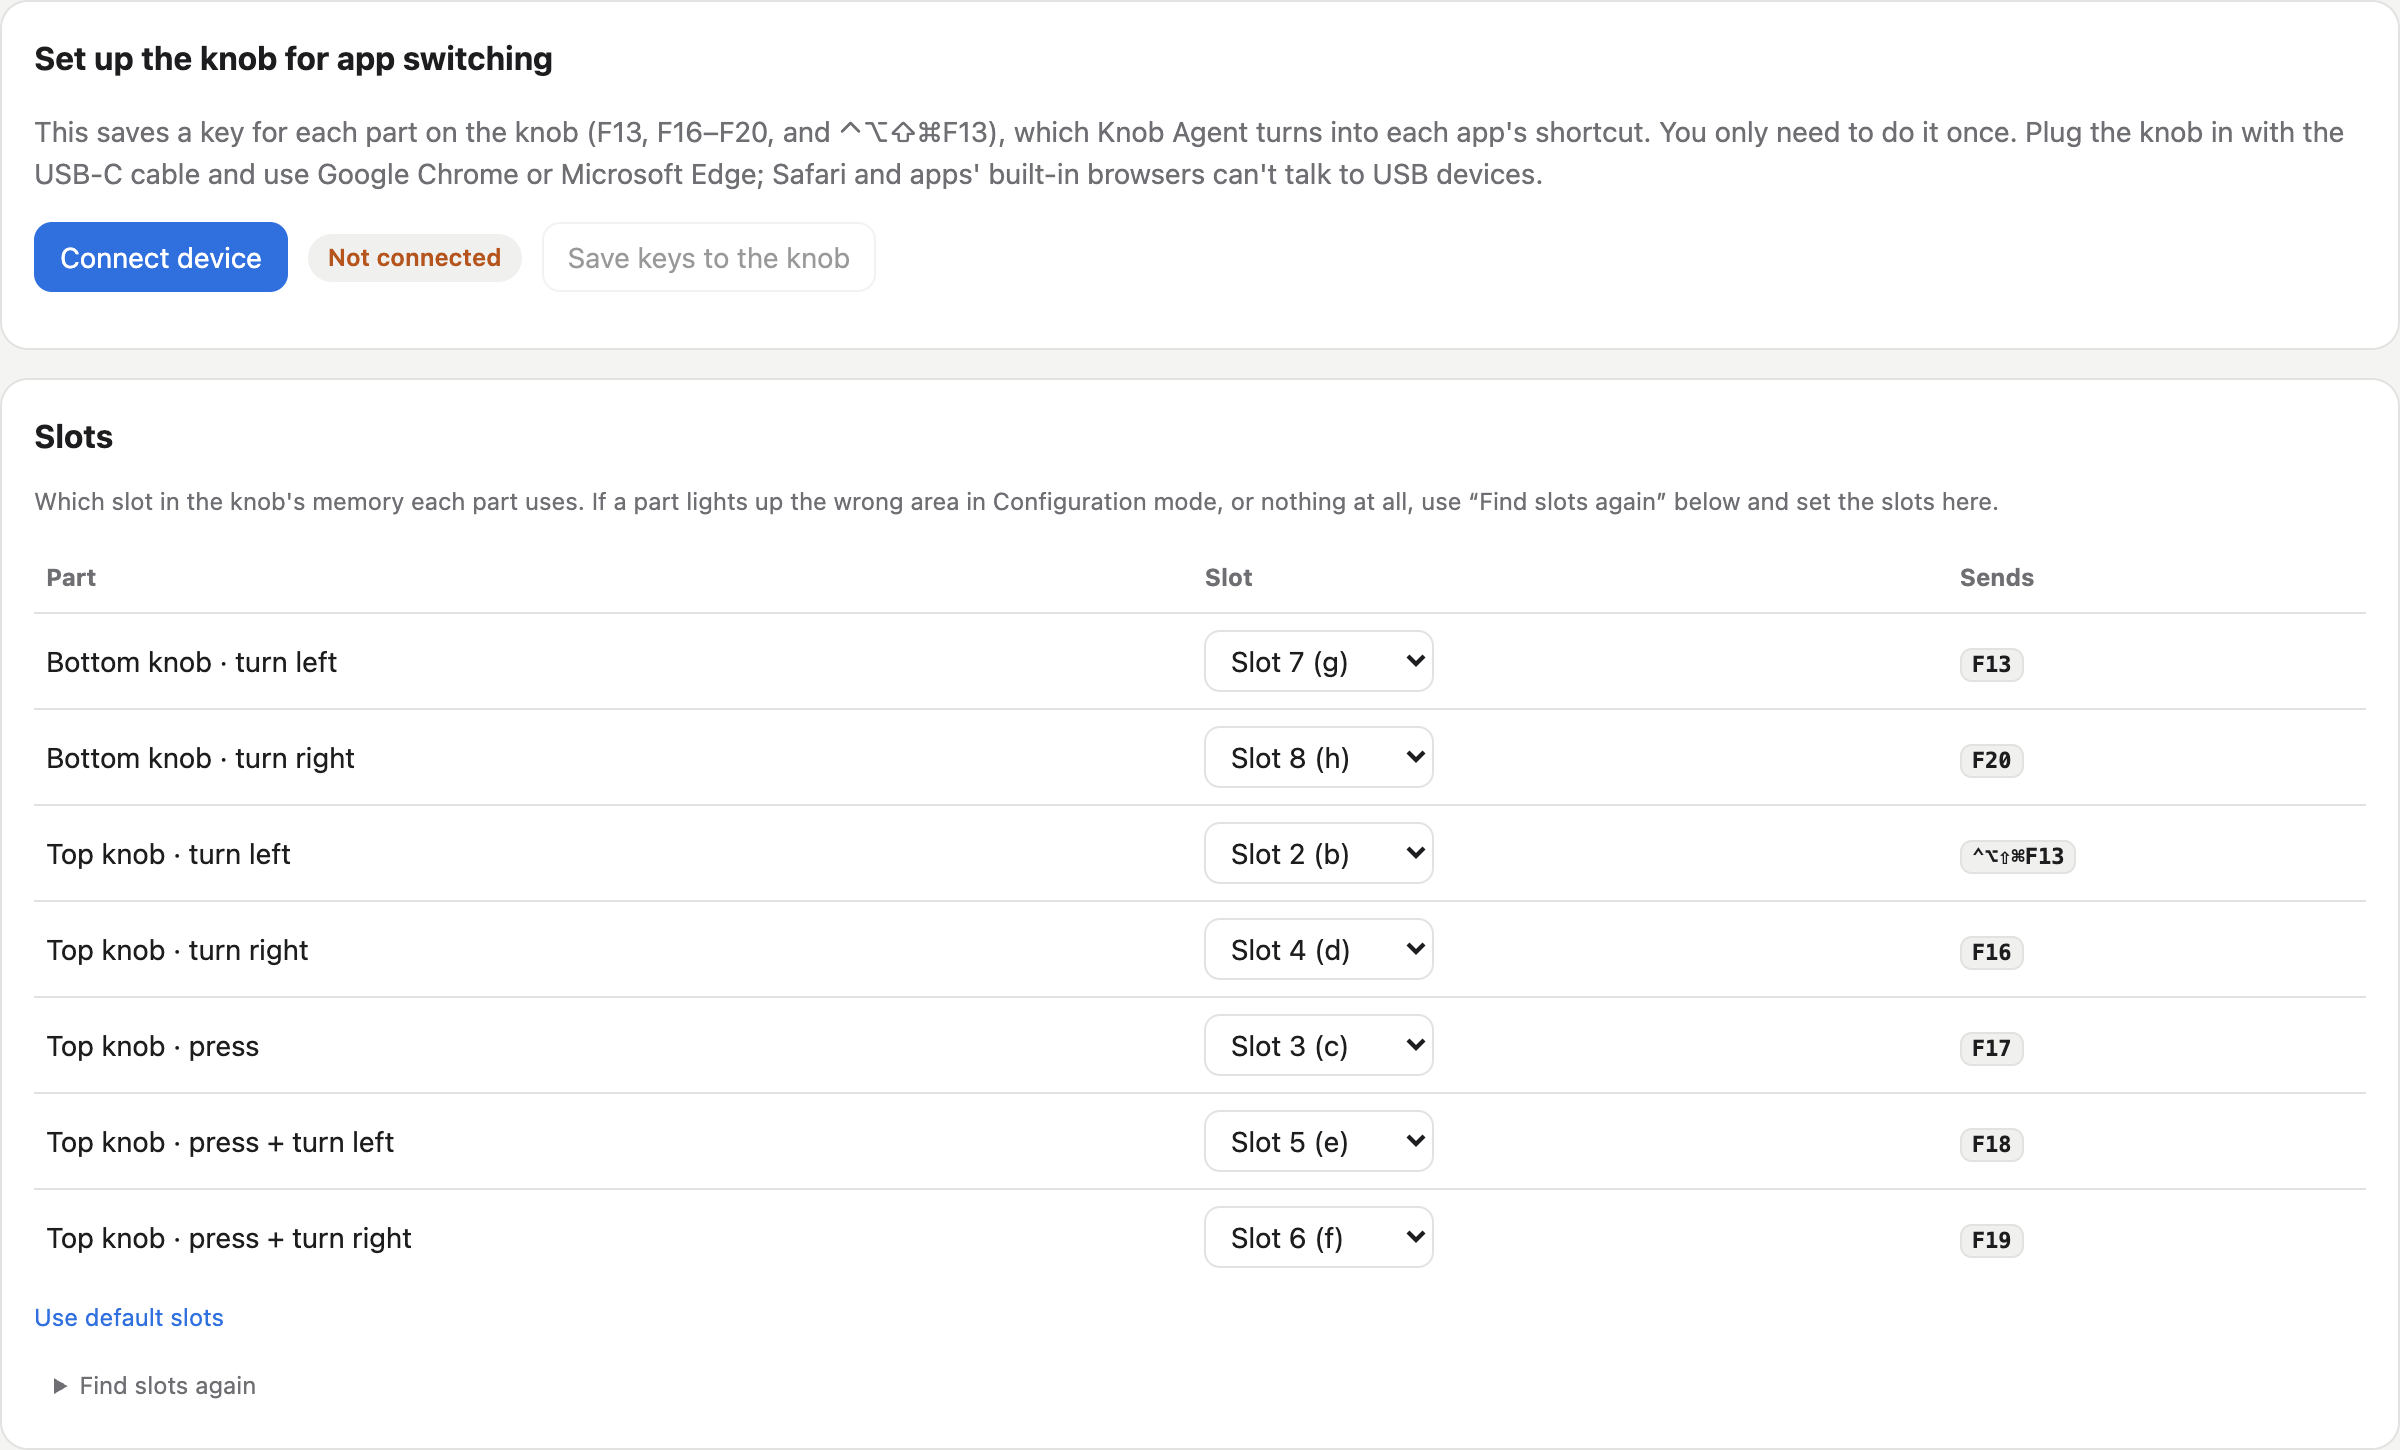 Set up the knob for app switching
This saves a key for each part on the knob (F13, F16–F20, and ^⌥⇧⌘F13), which Knob Agent turns into each app's shortcut. You only need to do it once. Plug the knob in with the
USB-C cable and use Google Chrome or Microsoft Edge; Safari and apps' built-in browsers can't talk to USB devices.
Connect device Not connected Save keys to the knob
Slots
Which slot in the knob's memory each part uses. If a part lights up the wrong area in Configuration mode, or nothing at all, use “Find slots again” below and set the slots here.
Part Slot Sends
Bottom knob · turn left Slot 7 (g) F13
Bottom knob · turn right Slot 8 (h) F20
Top knob · turn left Slot 2 (b) ^⌥⇧⌘F13
Top knob · turn right Slot 4 (d) F16
Top knob · press Slot 3 (c) F17
Top knob · press + turn left Slot 5 (e) F18
Top knob · press + turn right Slot 6 (f) F19
Use default slots
▶ Find slots again